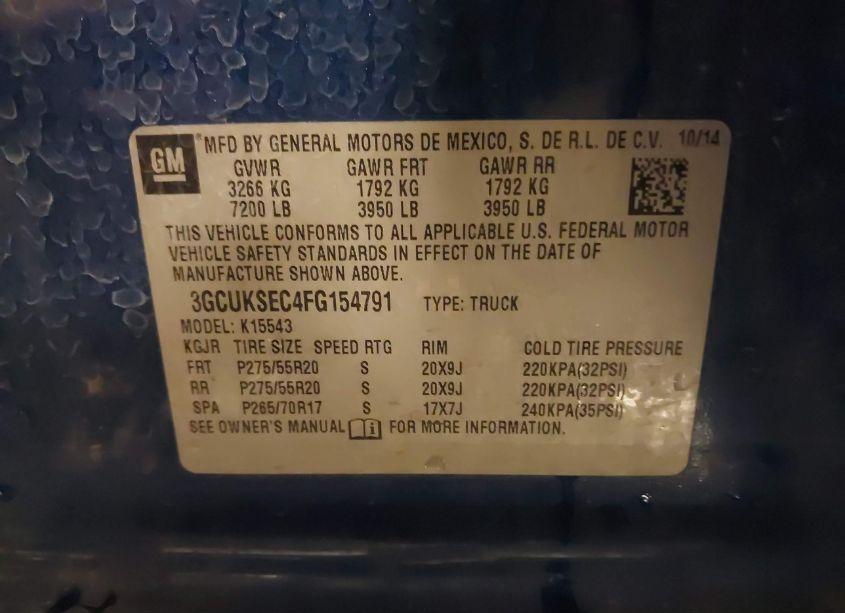 GM ® MFD BY GENERAL MOTORS DE MEXICO, S. DE R.L. DE C.V. 10/14
GVWR GAWR FRT GAWR RR
3266 KG 1792 KG 1792 KG
7200 LB 3950 LB 3950 LB
THIS VEHICLE CONFORMS TO ALL APPLICABLE U.S. FEDERAL MOTOR
VEHICLE SAFETY STANDARDS IN EFFECT ON THE DATE OF
MANUFACTURE SHOWN ABOVE.
3GCUKSEC4FG154791 TYPE: TRUCK
MODEL: K15543
KGJR TIRE SIZE SPEED RTG RIM COLD TIRE PRESSURE
FRT P275/55R20 S 20X9J 220KPA(32PSI)
RR P275/55R20 S 20X9J 220KPA(32PSI)
SPA P265/70R17 S 17X7J 240KPA(35PSI)
SEE OWNER'S MANUAL i FOR MORE INFORMATION.